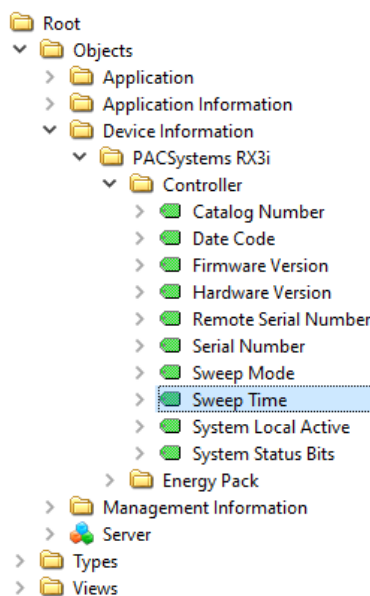 Root
Objects
Application
Application Information
Device Information
PACSystems RX3i
Controller
Catalog Number
Date Code
Firmware Version
Hardware Version
Remote Serial Number
Serial Number
Sweep Mode
Sweep Time
System Local Active
System Status Bits
Energy Pack
Management Information
Server
Types
Views